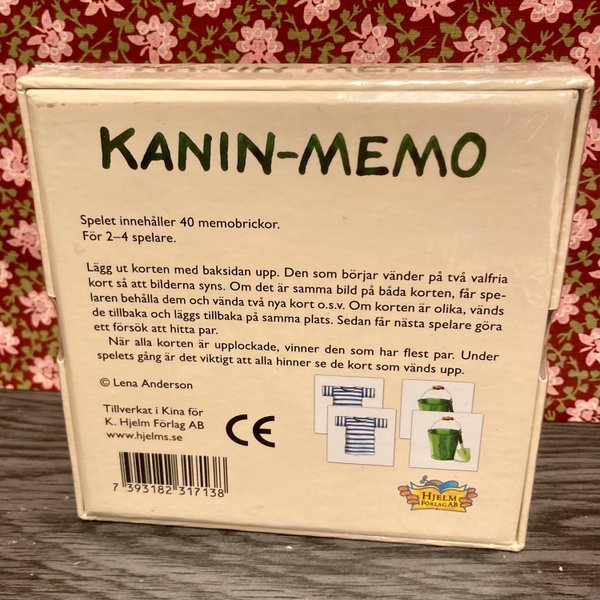 KANIN-MEMO
KANIN-MEMO
Spelet innehåller 40 memobrickor.
För 2–4 spelare.
Lägg ut korten med baksidan upp. Den som börjar vänder på två valfria
kort så att bilderna syns. Om det är samma bild på båda korten, får spe-
laren behålla dem och vända två nya kort o.s.v. Om korten är olika, vänds
de tillbaka och läggs tillbaka på samma plats. Sedan får nästa spelare göra
ett försök att hitta par.
När alla korten är upplockade, vinner den som har flest par. Under
spelets gång är det viktigt att alla hinner se de kort som vänds upp.
© Lena Anderson
Tillverkat i Kina för
K. Hjelm Förlag AB
www.hjelms.se
CE
7 393182 317138
HJELM
FÖRLAG AB